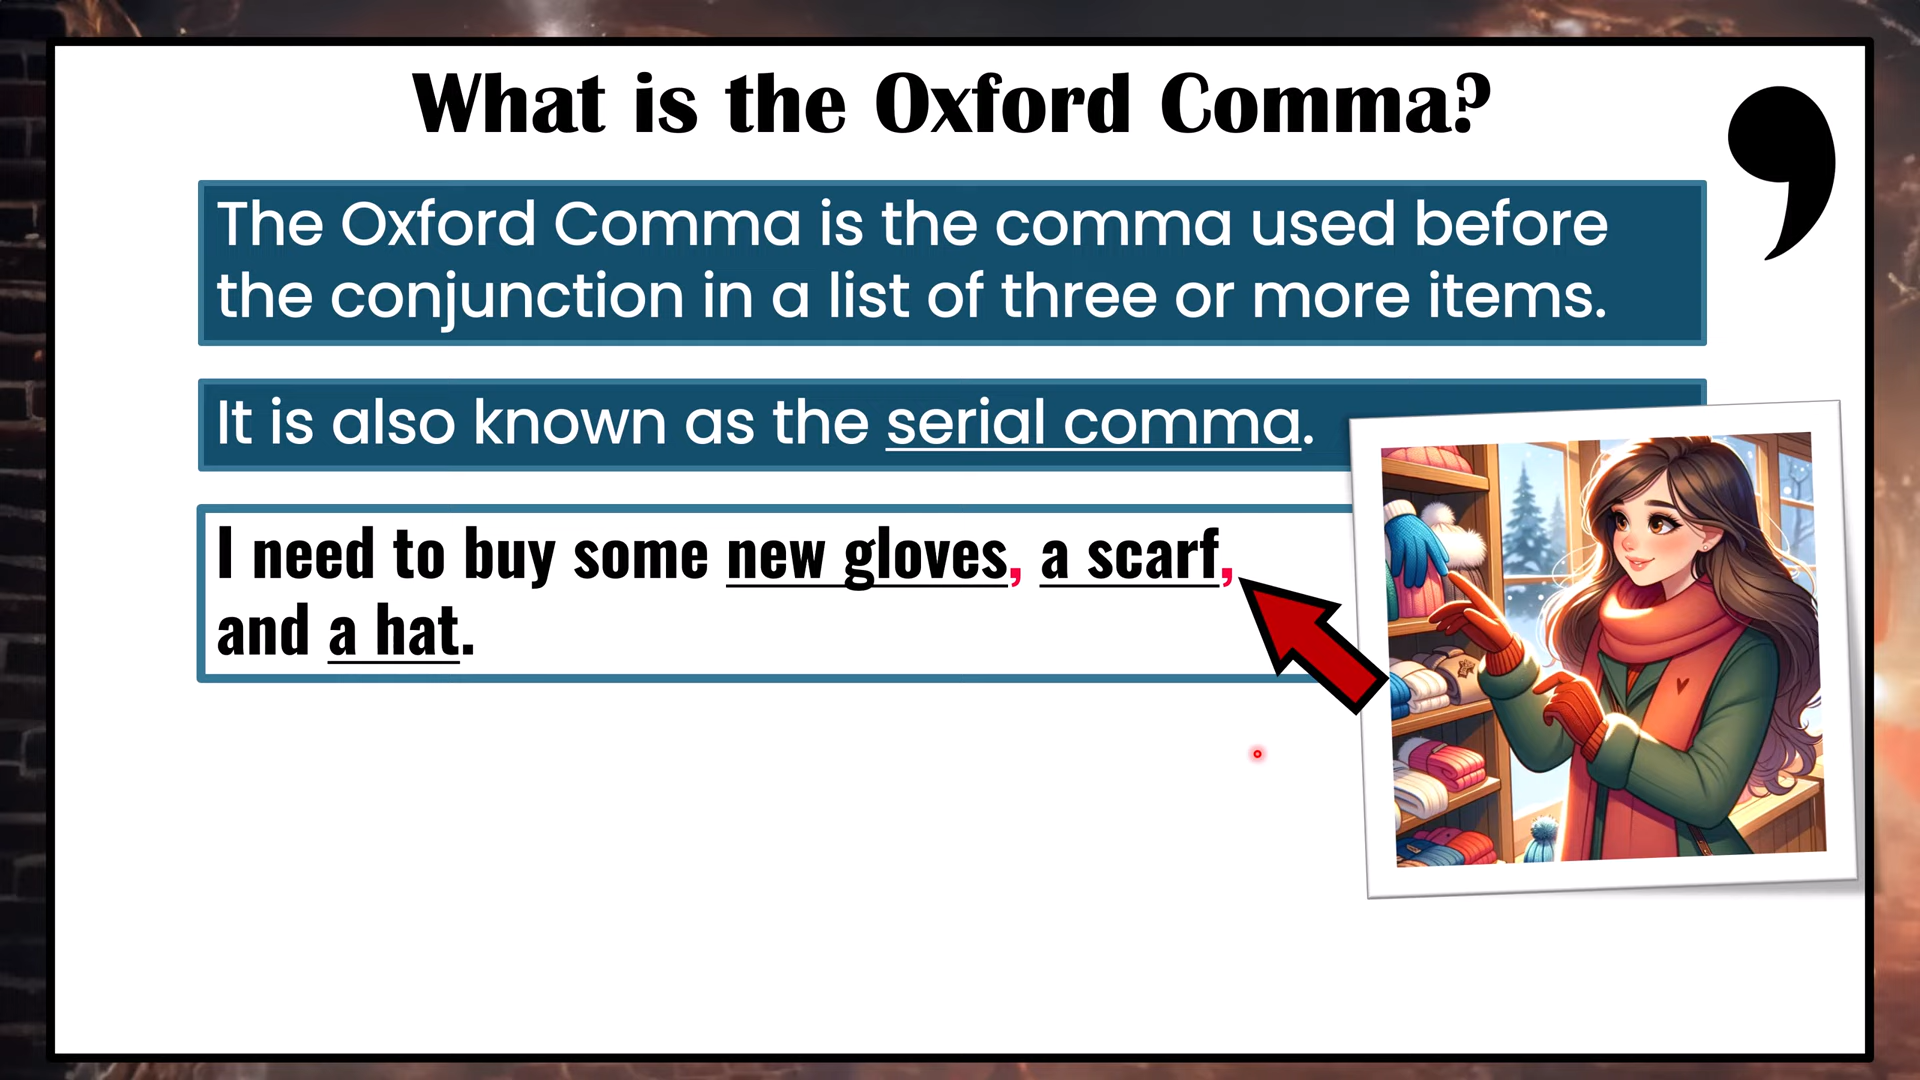 What is the Oxford Comma?
The Oxford Comma is the comma used before
the conjunction in a list of three or more items.
It is also known as the serial comma.
I need to buy some new gloves, a scarf,
and a hat.